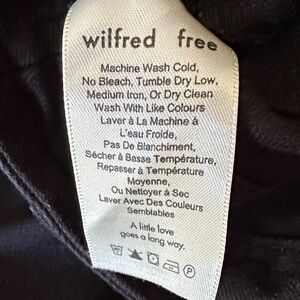 wilfred free
Machine Wash Cold,
No Bleach, Tumble Dry Low,
Medium Iron, Or Dry Clean
Wash With Like Colours
Laver à La Machine à
L'eau Froide,
Pas De Blanchiment,
Sécher à Basse Température,
Repasser à Température
Moyenne,
Ou Nettoyer à Sec
Laver Avec Des Couleurs
Semblables
A little love
goes a long way.